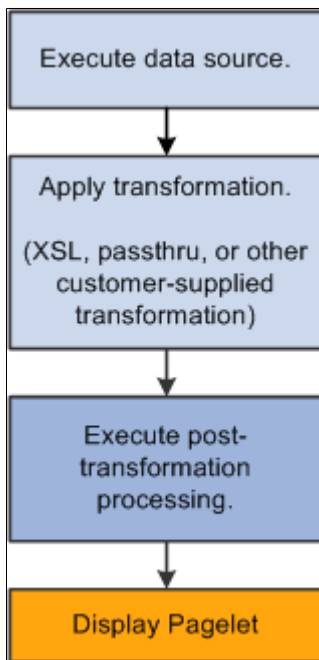 Execute data source.
Apply transformation.
(XSL, passthru, or other
customer-supplied
transformation)
Execute post-
transformation
processing.
Display Pagelet